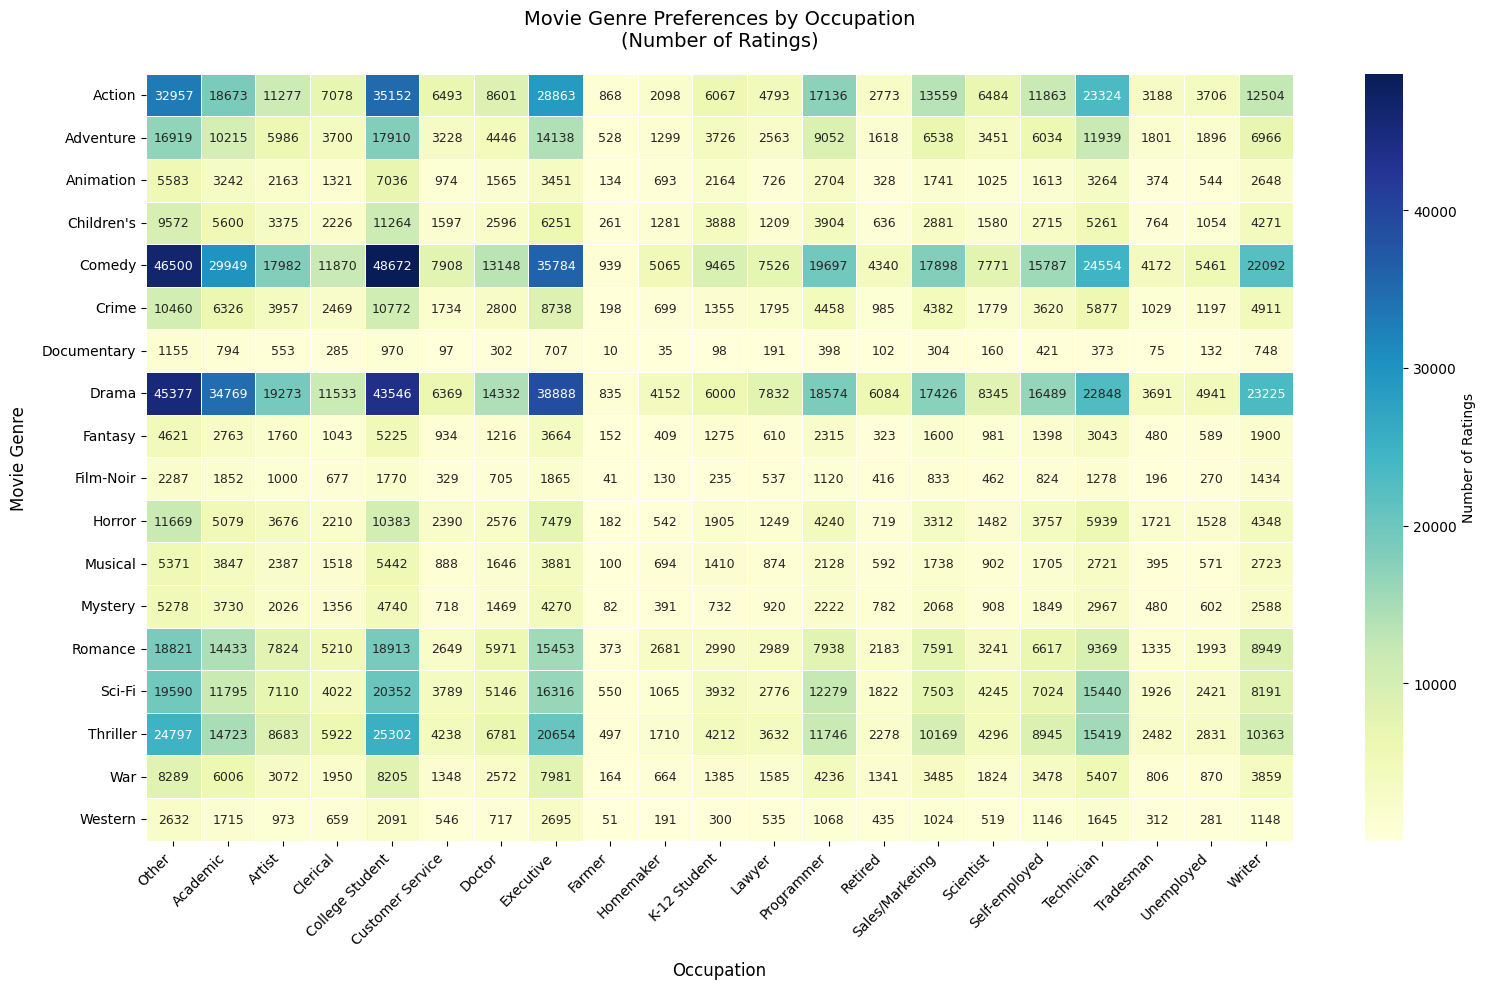 Movie Genre Preferences by Occupation
(Number of Ratings)
Movie Genre
Action 32957 18673 11277 7078 35152 6493 8601 28863 868 2098 6067 4793 17136 2773 13559 6484 11863 23324 3188 3706 12504
Adventure 16919 10215 5986 3700 17910 3228 4446 14138 528 1299 3726 2563 9052 1618 6538 3451 6034 11939 1801 1896 6966
Animation 5583 3242 2163 1321 7036 974 1565 3451 134 693 2164 726 2704 328 1741 1025 1613 3264 374 544 2648
Children's 9572 5600 3375 2226 11264 1597 2596 6251 261 1281 3888 1209 3904 636 2881 1580 2715 5261 764 1054 4271
Comedy 46500 29949 17982 11870 48672 7908 13148 35784 939 5065 9465 7526 19697 4340 17898 7771 15787 24554 4172 5461 22092
Crime 10460 6326 3957 2469 10772 1734 2800 8738 198 699 1355 1795 4458 985 4382 1779 3620 5877 1029 1197 4911
Documentary 1155 794 553 285 970 97 302 707 10 35 98 191 398 102 304 160 421 373 75 132 748
Drama 45377 34769 19273 11533 43546 6369 14332 38888 835 4152 6000 7832 18574 6084 17426 8345 16489 22848 3691 4941 23225
Fantasy 4621 2763 1760 1043 5225 934 1216 3664 152 409 1275 610 2315 323 1600 981 1398 3043 480 589 1900
Film-Noir 2287 1852 1000 677 1770 329 705 1865 41 130 235 537 1120 416 833 462 824 1278 196 270 1434
Horror 11669 5079 3676 2210 10383 2390 2576 7479 182 542 1905 1249 4240 719 3312 1482 3757 5939 1721 1528 4348
Musical 5371 3847 2387 1518 5442 888 1646 3881 100 694 1410 874 2128 592 1738 902 1705 2721 395 571 2723
Mystery 5278 3730 2026 1356 4740 718 1469 4270 82 391 732 920 2222 782 2068 908 1849 2967 480 602 2588
Romance 18821 14433 7824 5210 18913 2649 5971 15453 373 2681 2990 2989 7938 2183 7591 3241 6617 9369 1335 1993 8949
Sci-Fi 19590 11795 7110 4022 20352 3789 5146 16316 550 1065 3932 2776 12279 1822 7503 4245 7024 15440 1926 2421 8191
Thriller 24797 14723 8683 5922 25302 4238 6781 20654 497 1710 4212 3632 11746 2278 10169 4296 8945 15419 2482 2831 10363
War 8289 6006 3072 1950 8205 1348 2572 7981 164 664 1385 1585 4236 1341 3485 1824 3478 5407 806 870 3859
Western 2632 1715 973 659 2091 546 717 2695 51 191 300 535 1068 435 1024 519 1146 1645 312 281 1148
Other Academic Artist Clerical College Student Customer Service Doctor Executive Farmer Homemaker K-12 Student Lawyer Programmer Retired Sales/Marketing Scientist Self-employed Technician Tradesman Unemployed Writer
Occupation
40000
30000
20000
10000
Number of Ratings